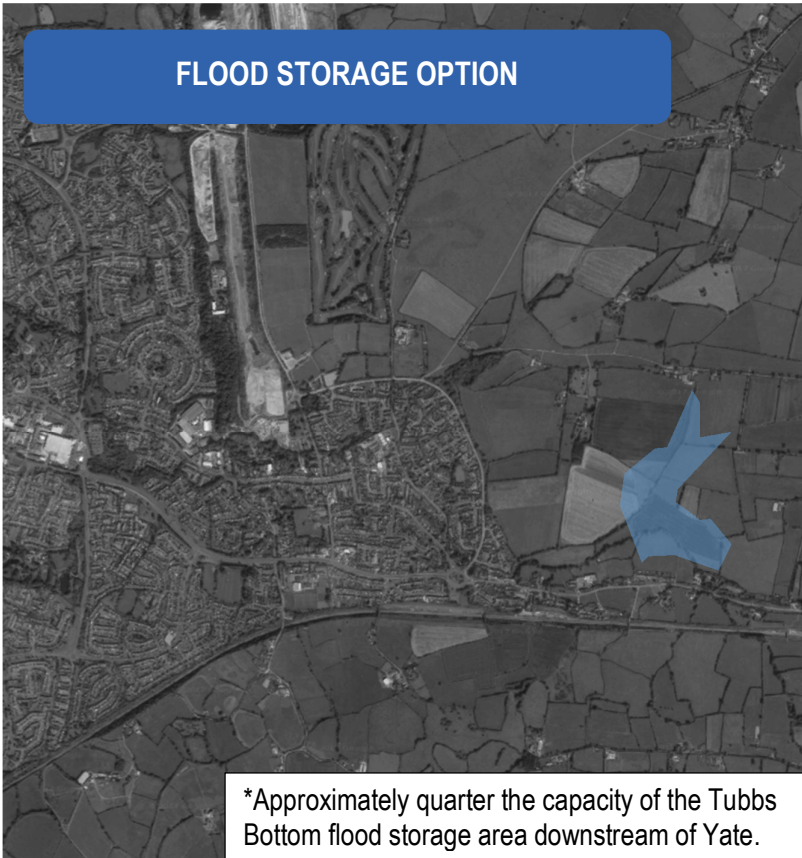 FLOOD STORAGE OPTION
*Approximately quarter the capacity of the Tubbs
Bottom flood storage area downstream of Yate.